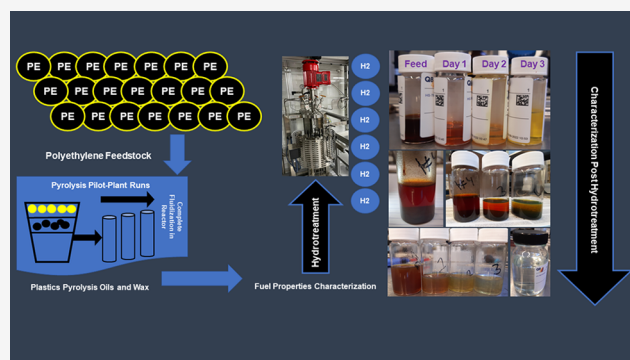 PE PE PE PE PE PE PE
PE PE PE PE PE PE PE
PE PE PE PE PE PE PE
Polyethylene Feedstock
Pyrolysis Pilot-Plant Runs
Complete
Fluidization in
Reactor
Plastics Pyrolysis Oils and Wax
Hydrotreatment
Fuel Properties Characterization
H2
H2
H2
H2
H2
H2
Feed Day 1 Day 2 Day 3
Characterization Post Hydrotreatment